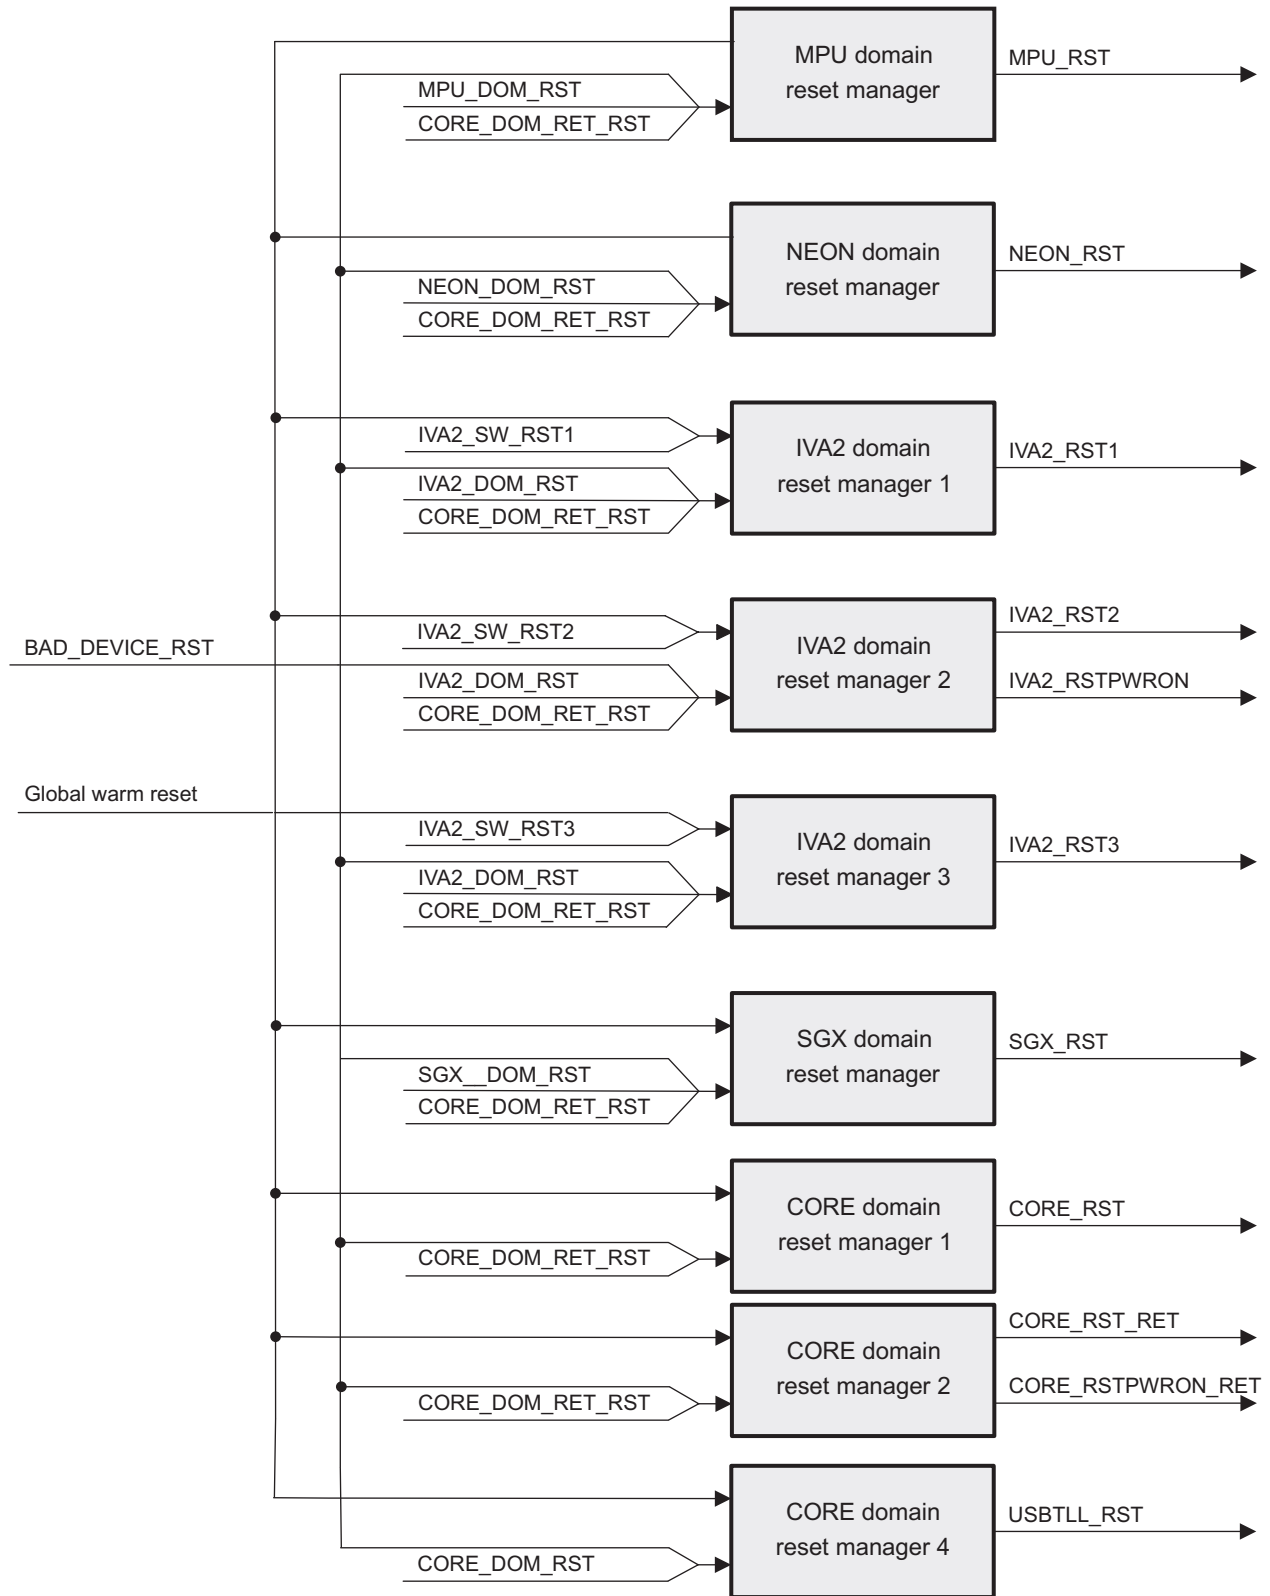 MPU domain
reset manager
MPU_RST
MPU_DOM_RST
CORE_DOM_RET_RST
NEON domain
reset manager
NEON_RST
NEON_DOM_RST
CORE_DOM_RET_RST
IVA2_SW_RST1
IVA2 domain
reset manager 1
IVA2_RST1
IVA2_DOM_RST
CORE_DOM_RET_RST
BAD_DEVICE_RST
IVA2_SW_RST2
IVA2 domain
reset manager 2
IVA2_RST2
IVA2_RSTPWRON
IVA2_DOM_RST
CORE_DOM_RET_RST
Global warm reset
IVA2_SW_RST3
IVA2 domain
reset manager 3
IVA2_RST3
IVA2_DOM_RST
CORE_DOM_RET_RST
SGX domain
reset manager
SGX_RST
SGX__DOM_RST
CORE_DOM_RET_RST
CORE domain
reset manager 1
CORE_RST
CORE_DOM_RET_RST
CORE domain
reset manager 2
CORE_RST_RET
CORE_RSTPWRON_RET
CORE_DOM_RET_RST
CORE domain
reset manager 4
USBTLL_RST
CORE_DOM_RST